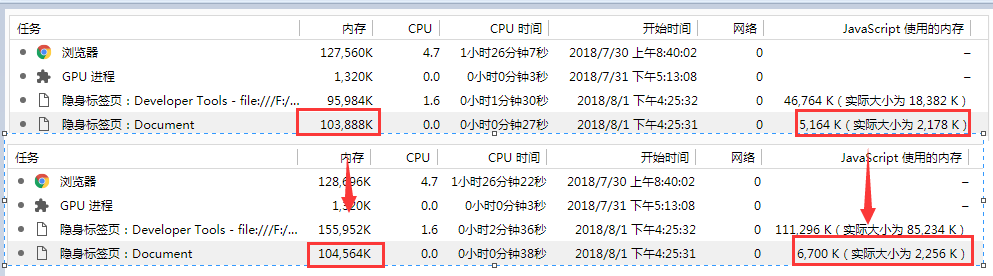 任务 内存 CPU CPU 时间 开始时间 网络 JavaScript 使用的内存
浏览器 127,560K 4.7 1小时26分钟7秒 2018/7/30 上午8:40:02 0 –
GPU 进程 1,320K 0.0 0小时0分钟3秒 2018/7/31 下午5:13:08 0 –
隐身标签页：Developer Tools - file:///F:/... 95,984K 1.6 0小时1分钟30秒 2018/8/1 下午4:25:32 0 46,764 K（实际大小为 18,382 K）
隐身标签页：Document 103,888K 0.0 0小时0分钟27秒 2018/8/1 下午4:25:31 0 5,164 K（实际大小为 2,178 K）
任务 内存 CPU CPU 时间 开始时间 网络 JavaScript 使用的内存
浏览器 128,696K 4.7 1小时26分钟22秒 2018/7/30 上午8:40:02 0 –
GPU 进程 0.0 0小时0分钟3秒 2018/7/31 下午5:13:08 0 –
隐身标签页：Developer Tools - file:///F:/... 155,952K 1.6 0小时2分钟36秒 2018/8/1 下午4:25:32 0 111,296 K（实际大小为 85,234 K）
隐身标签页：Document 104,564K 0.0 0小时0分钟38秒 2018/8/1 下午4:25:31 0 6,700 K（实际大小为 2,256 K）